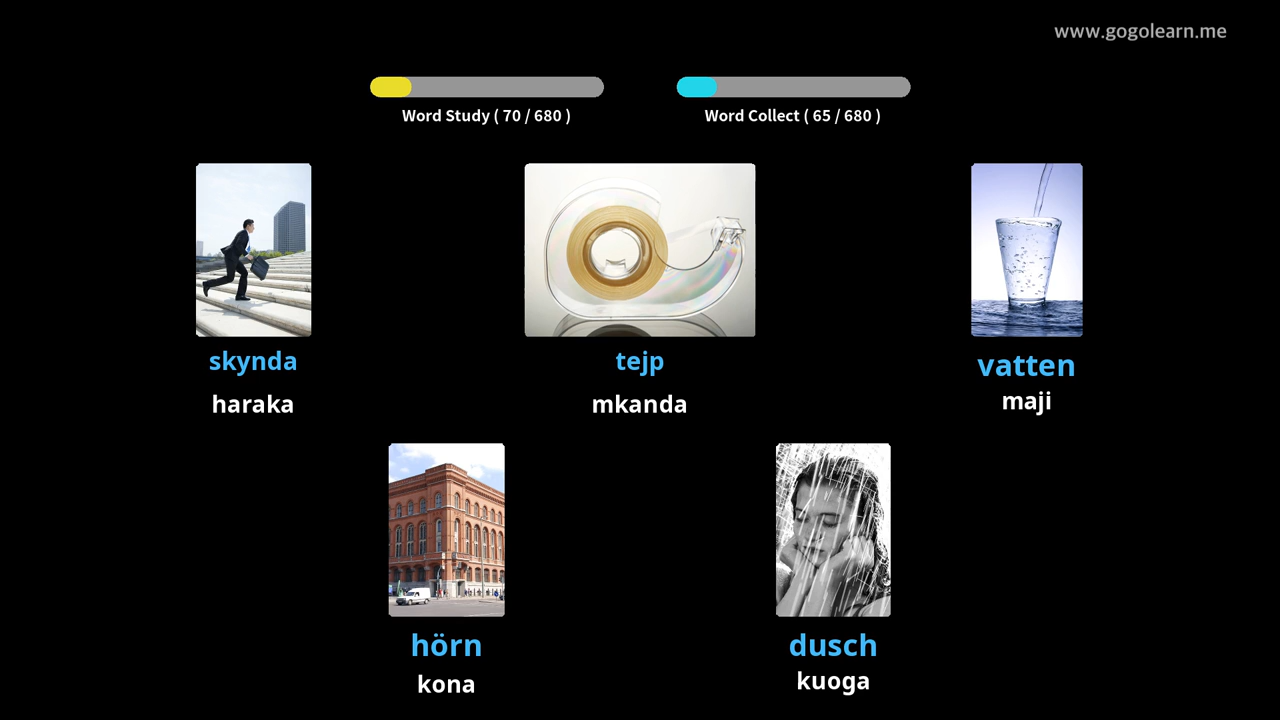 www.gogolearn.me
Word Study ( 70 / 680 )
Word Collect ( 65 / 680 )
skynda
haraka
tejp
mkanda
vatten
maji
hörn
kona
dusch
kuoga